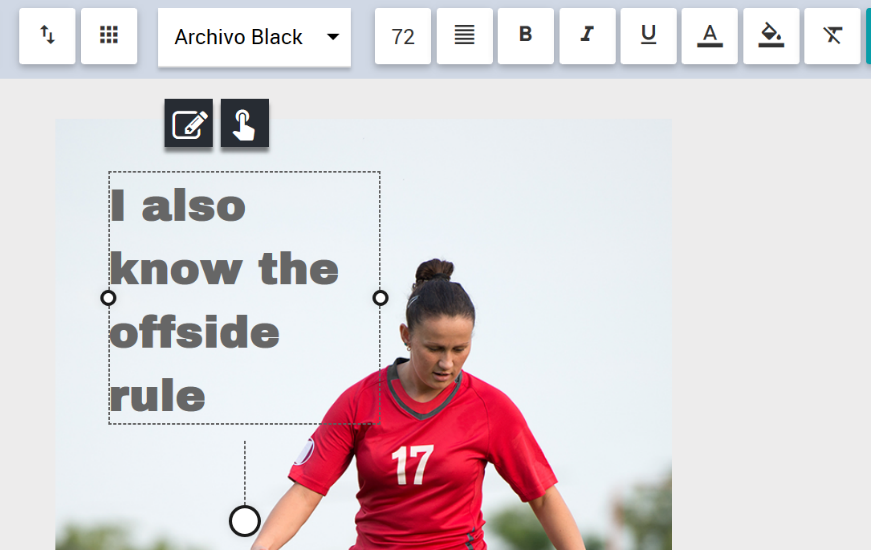 Archivo Black
72
B
I
U
A
I also
know the
offside
rule
17